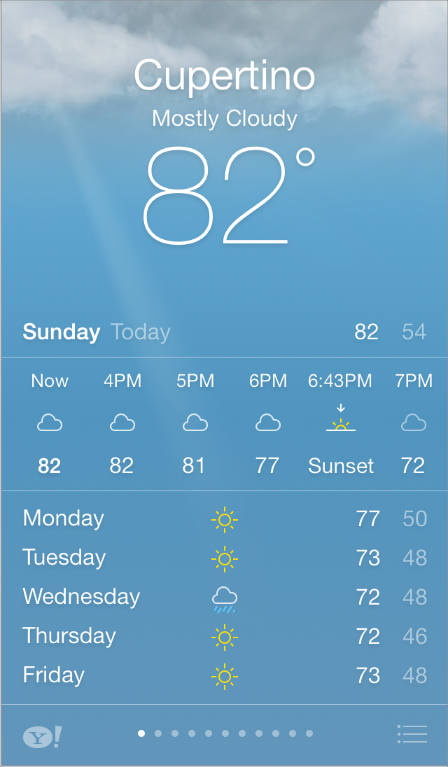 Cupertino
Mostly Cloudy
82°
Sunday Today 82 54
Now 4PM 5PM 6PM 6:43PM 7PM
82 82 81 77 Sunset 72
Monday 77 50
Tuesday 73 48
Wednesday 72 48
Thursday 72 46
Friday 73 48
Y!